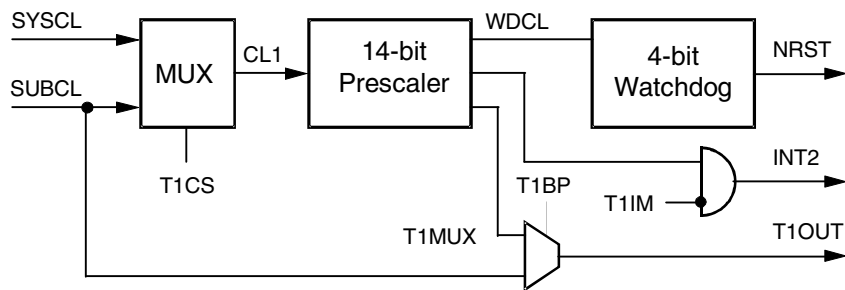 SYSCL
SUBCL
MUX
CL1
T1CS
14-bit
Prescaler
WDCL
4-bit
Watchdog
NRST
INT2
T1BP
T1IM
T1MUX
T1OUT